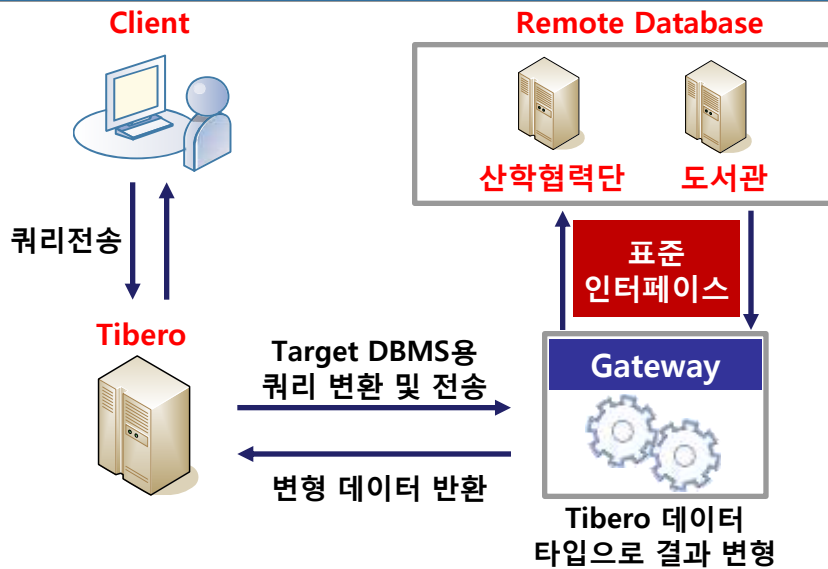 Client
Remote Database
산학협력단
도서관
쿼리전송
표준
인터페이스
Tibero
Target DBMS용
쿼리 변환 및 전송
Gateway
변형 데이터 반환
Tibero 데이터
타입으로 결과 변형